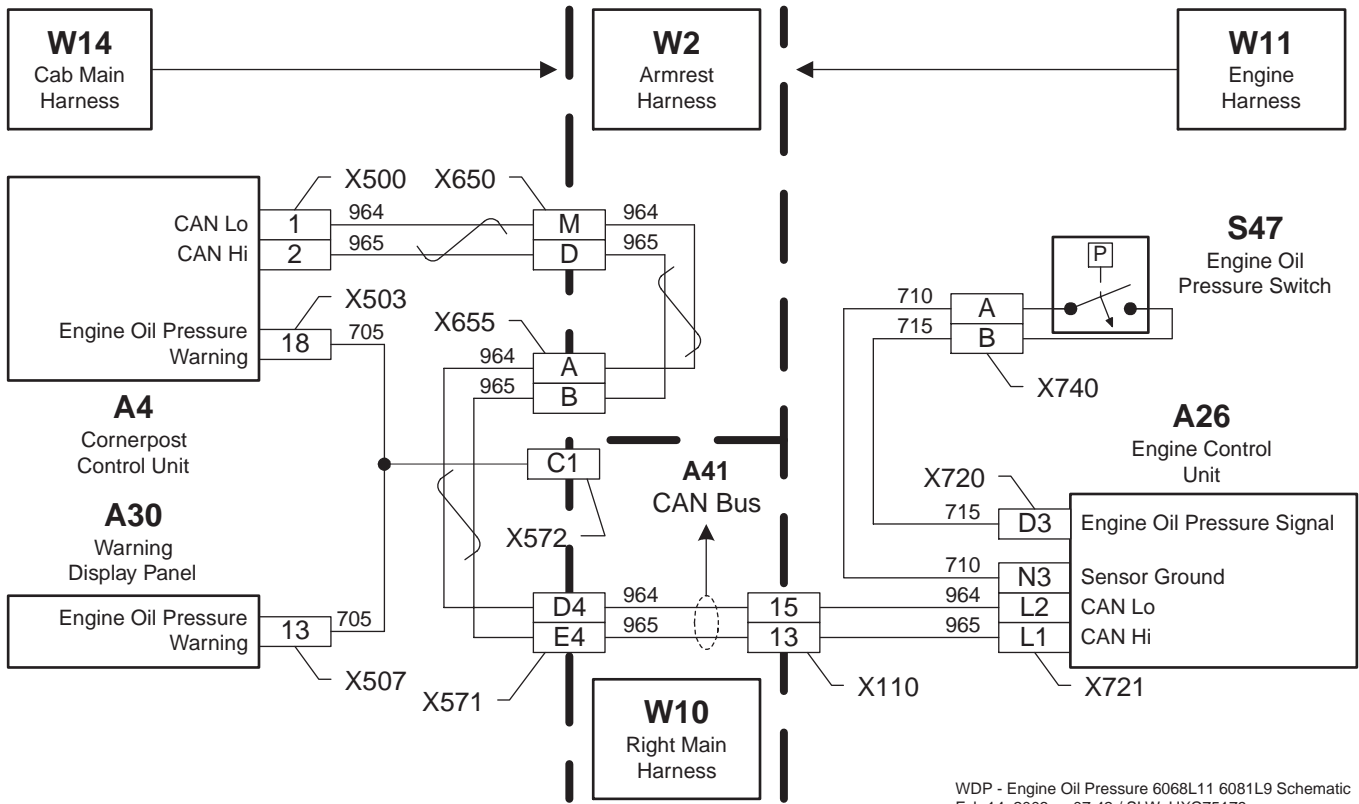 W14
Cab Main
Harness
W2
Armrest
Harness
W11
Engine
Harness
X500
X650
CAN Lo
1
964
M
964
CAN Hi
2
965
D
965
X503
Engine Oil Pressure
Warning
18
705
X655
964
A
965
B
S47
Engine Oil
Pressure Switch
P
710
A
715
B
X740
A4
Cornerpost
Control Unit
C1
X572
A41
CAN Bus
A26
Engine Control
Unit
X720
715
D3
Engine Oil Pressure Signal
710
N3
Sensor Ground
A30
Warning
Display Panel
Engine Oil Pressure
Warning
13
705
X507
D4
964
15
964
L2
CAN Lo
E4
965
13
965
L1
CAN Hi
X571
X110
X721
W10
Right Main
Harness
WDP - Engine Oil Pressure 6068L11 6081L9 Schematic